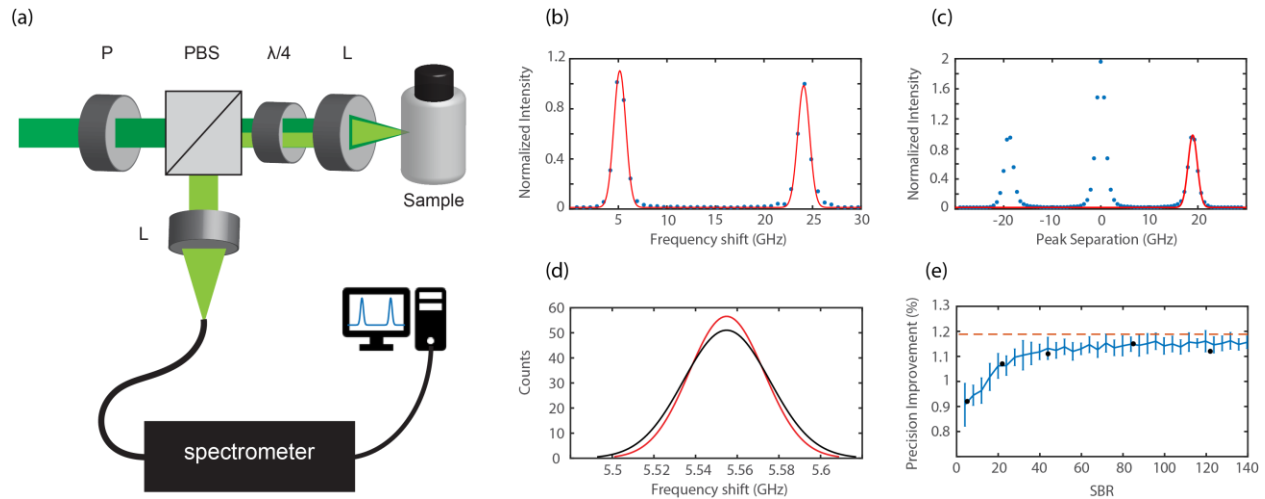 (a)
P
PBS
λ/4
L
Sample
L
spectrometer
(b)
Normalized Intensity
1.2
0.8
0.4
0
5
10
15
20
25
30
Frequency shift (GHz)
(c)
Normalized Intensity
2
1.6
1.2
0.8
0.4
0
-20
-10
0
10
20
Peak Separation (GHz)
(d)
Counts
60
50
40
30
20
10
0
5.5
5.52
5.54
5.56
5.58
5.6
Frequency shift (GHz)
(e)
Precision Improvement (%)
1.3
1.2
1.1
1
0.9
0.8
0
20
40
60
80
100
120
140
SBR